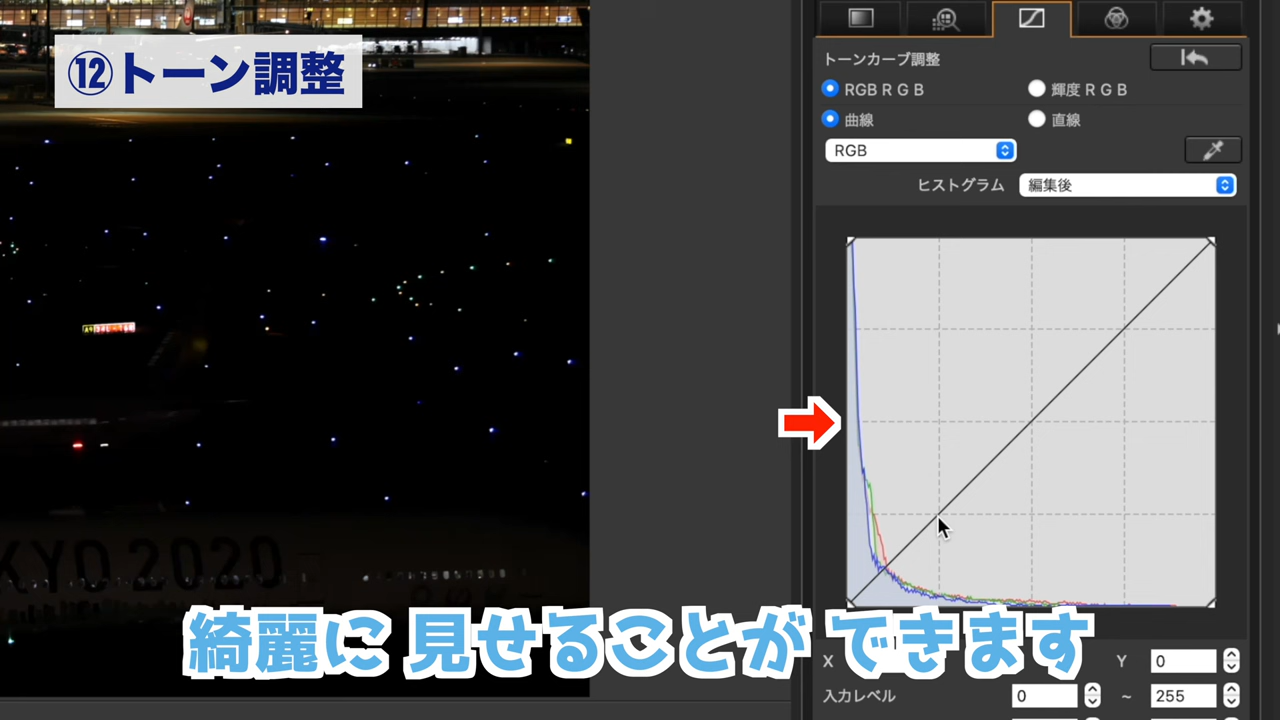 ⑫トーン調整
トーンカーブ調整
RGB R G B
輝度 R G B
曲線
直線
RGB
ヒストグラム
編集後
KYO 2020
綺麗に 見せることが できます
X
Y
0
入力レベル
0
~
255